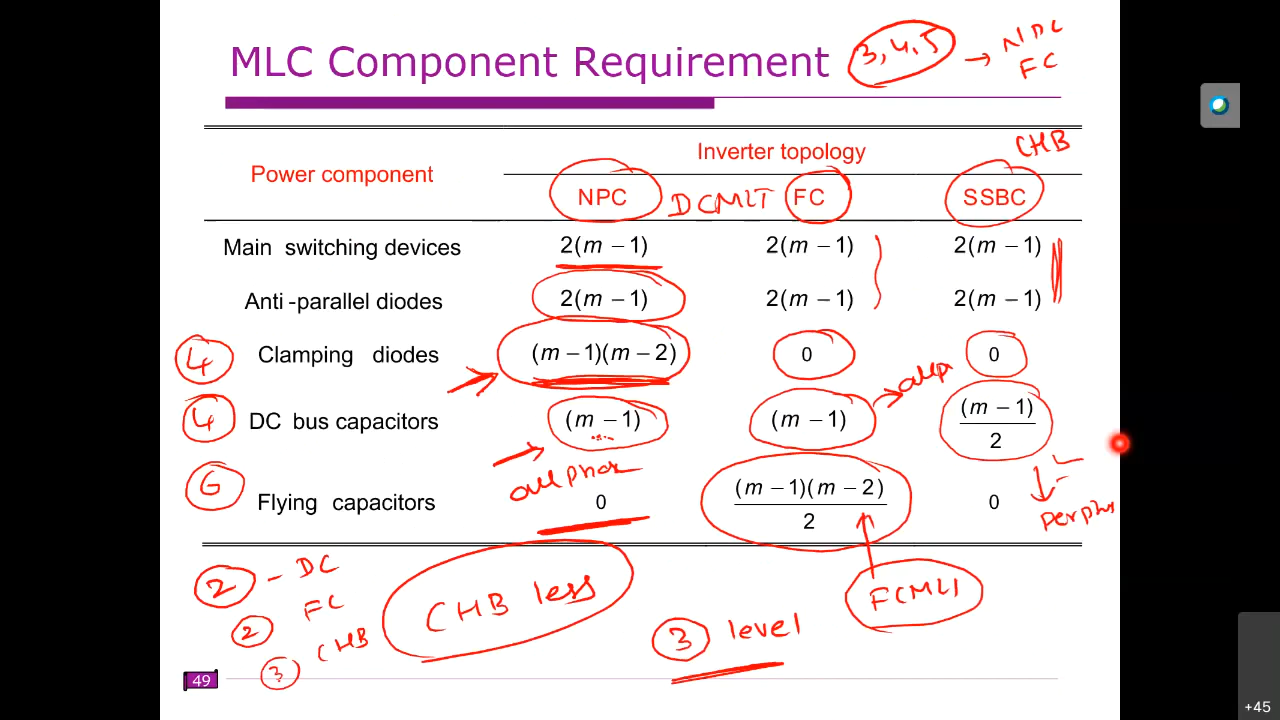 MLC Component Requirement
3, 4, 5 → NDC
FC
Inverter topology
CHB
Power component
NPC DCMLI FC SSBC
Main switching devices 2(m − 1) 2(m − 1) 2(m − 1)
Anti-parallel diodes 2(m − 1) 2(m − 1) 2(m − 1)
4 Clamping diodes (m − 1)(m − 2) 0 0
4 DC bus capacitors (m − 1) (m − 1) (m − 1)/2
6 Flying capacitors 0 (m − 1)(m − 2)/2 0
2 - DC
2 FC
3 CHB
CHB less
3 level
FCMLI
49
+45